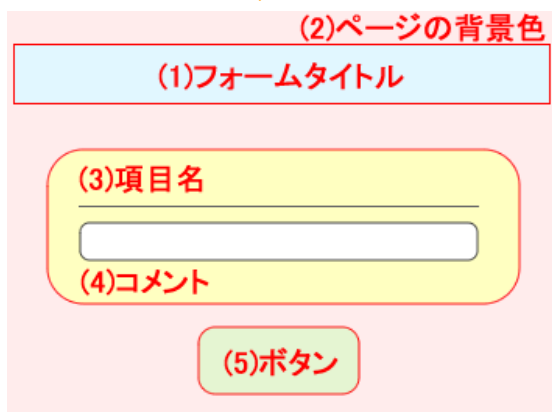 (2)ページの背景色
(1)フォームタイトル
(3)項目名
(4)コメント
(5)ボタン